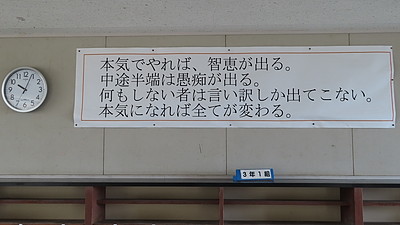 本気でやれば、智恵が出る。
中途半端は愚痴が出る。
何もしない者は言い訳しか出てこない。
本気になれば全てが変わる。
3年1組